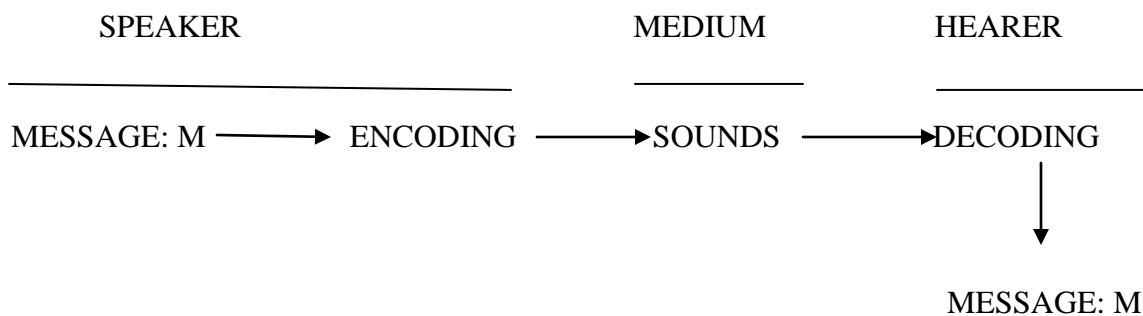 SPEAKER MEDIUM HEARER
MESSAGE: M ENCODING SOUNDS DECODING
MESSAGE: M